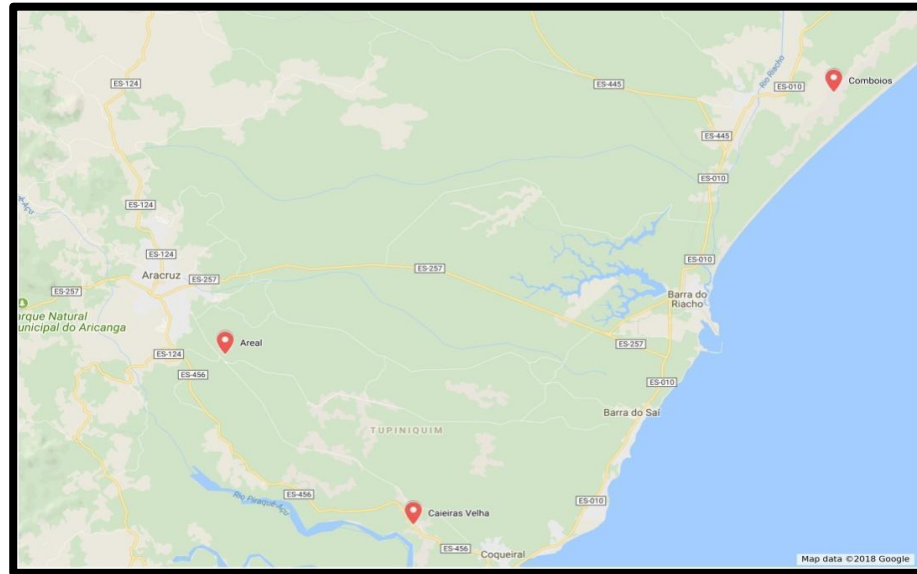 Rio Riacho
Comboios
ES-124
ES-445
ES-010
ES-445
ES-010
ES-124
ES-124
ES-010
ES-257
Aracruz
ES-257
ES-257
Barra do
Riacho
Parque Natural
Municipal do Aricanga
Areal
ES-257
ES-124
ES-456
ES-010
Barra do Saí
TUPINIQUIM
Rio Piraquê-Açu
ES-456
ES-010
Caieiras Velha
ES-456
Coqueiral
Map data ©2018 Google